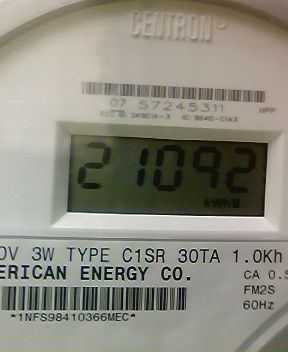 CENTRON®
07 57245311 HPP
21092
kWh
0V 3W TYPE C1SR 30TA 1.0Kh
ERICAN ENERGY CO.
CA 0.5
FM2S
60Hz
*1NFS98410366MEC*